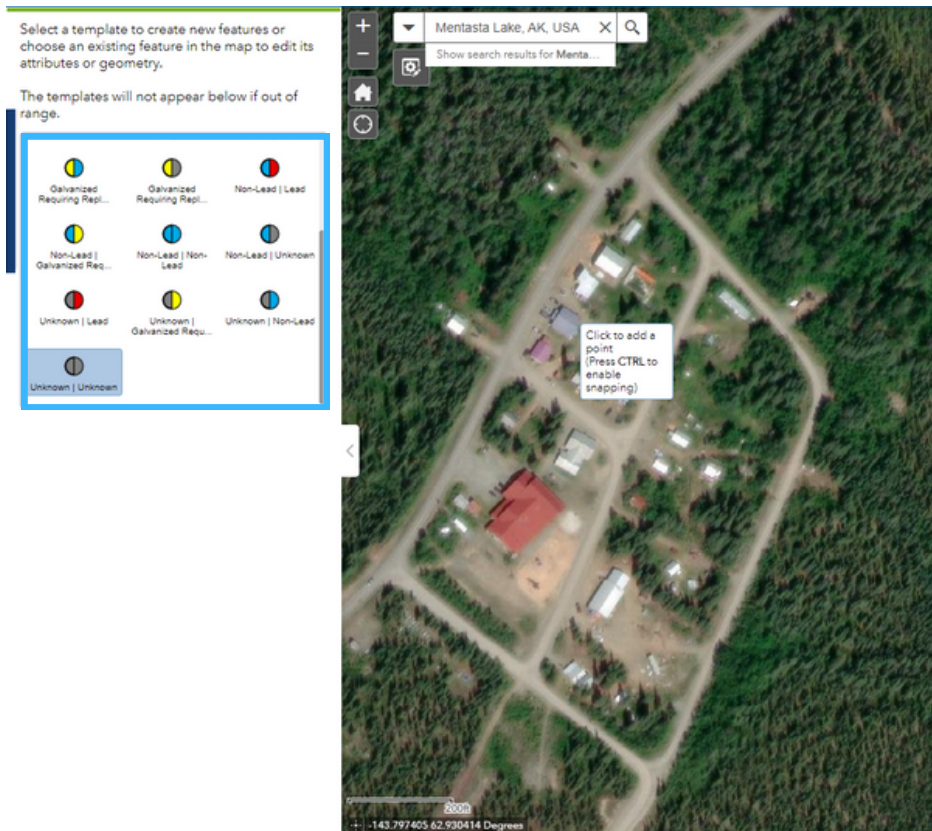 Select a template to create new features or
choose an existing feature in the map to edit its
attributes or geometry.
The templates will not appear below if out of
range.
Galvanized
Requiring Repl...
Galvanized
Requiring Repl...
Non-Lead | Lead
Non-Lead |
Galvanized Req...
Non-Lead | Non-
Lead
Non-Lead | Unknown
Unknown | Lead
Unknown |
Galvanized Requ...
Unknown | Non-Lead
Unknown | Unknown
+
−
Mentasta Lake, AK, USA
Show search results for Menta...
Click to add a
point
(Press CTRL to
enable
snapping)
200ft
-143.797405 62.930414 Degrees